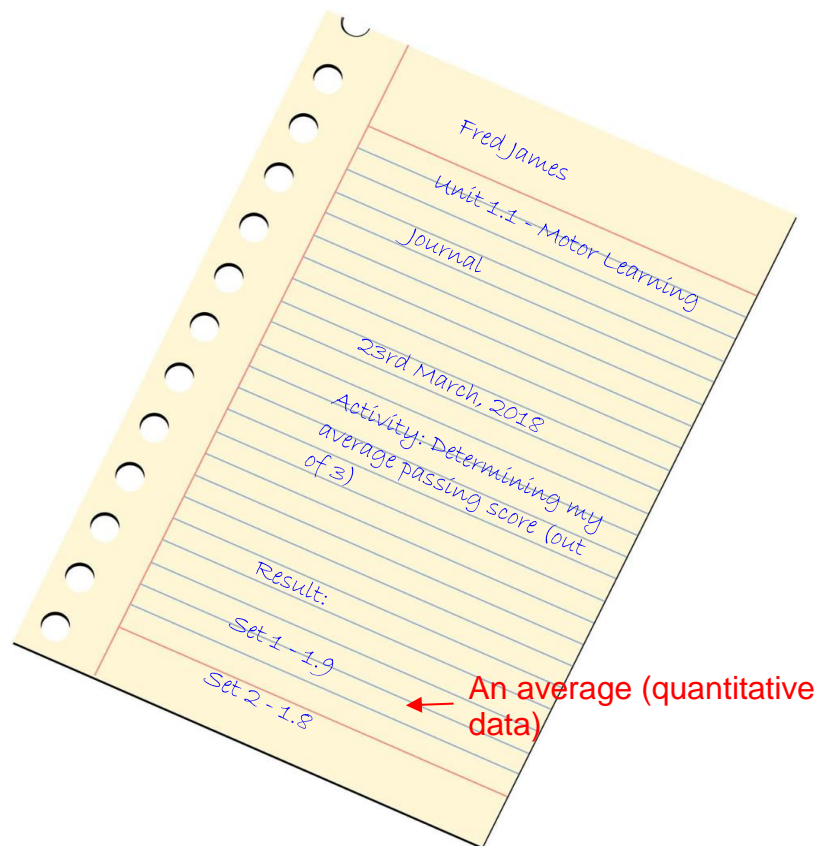 Fred James
Unit 1.1 - Motor Learning
Journal
23rd March, 2018
Activity: Determining my
average passing score (out
of 3)
Result:
Set 1 - 1.9
Set 2 - 1.8
An average (quantitative
data)